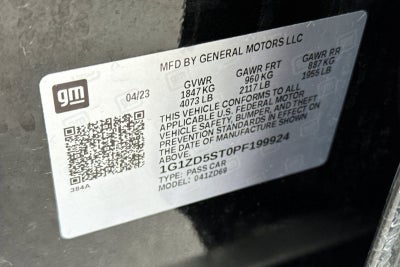 MFD BY GENERAL MOTORS LLC
gm
04/23
GVWR GAWR FRT GAWR RR
1847 KG 960 KG 887 KG
4073 LB 2117 LB 1955 LB
THIS VEHICLE CONFORMS TO ALL
APPLICABLE U.S. FEDERAL MOTOR
VEHICLE SAFETY, BUMPER, AND THEFT
PREVENTION STANDARDS IN EFFECT ON
THE DATE OF MANUFACTURE SHOWN
ABOVE.
1G1ZD5ST0PF199924
TYPE: PASS CAR
MODEL: 041ZD69
384A